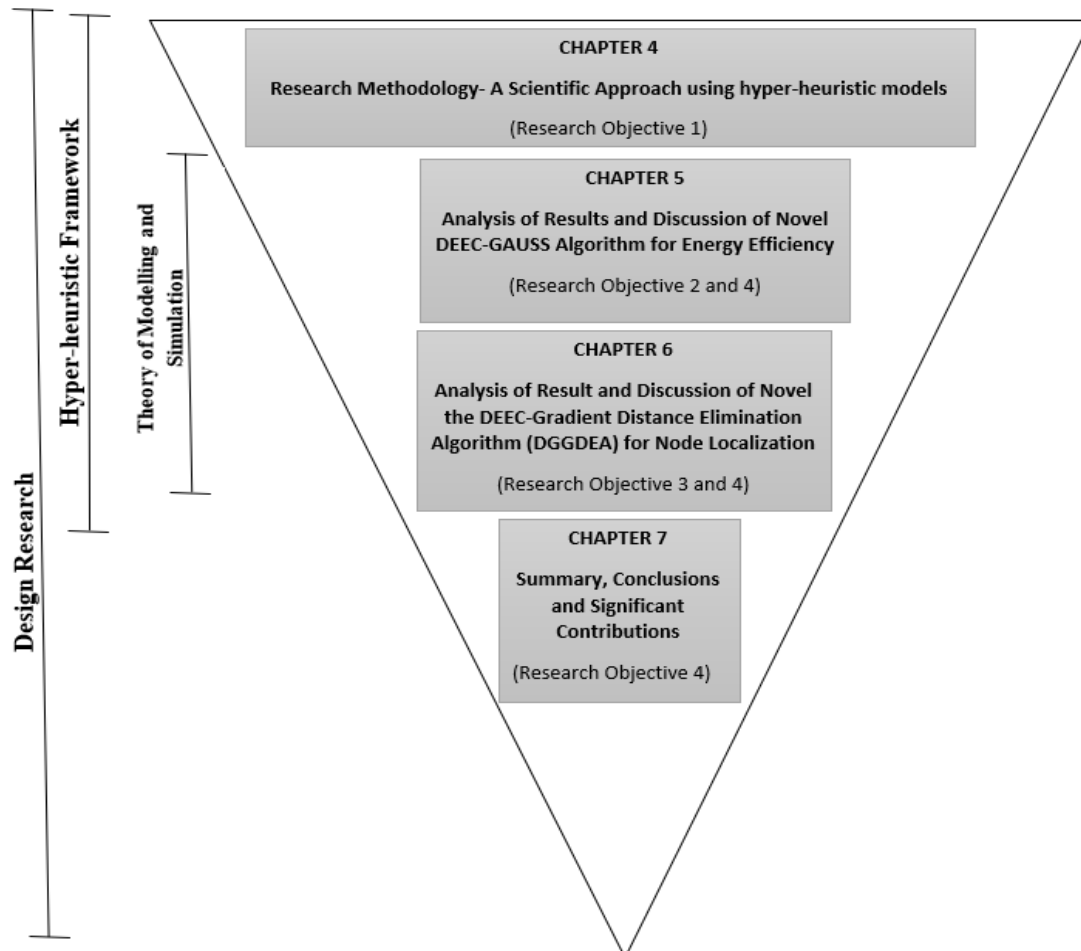 CHAPTER 4
Research Methodology- A Scientific Approach using hyper-heuristic models
(Research Objective 1)
CHAPTER 5
Analysis of Results and Discussion of Novel
DEEC-GAUSS Algorithm for Energy Efficiency
(Research Objective 2 and 4)
CHAPTER 6
Analysis of Result and Discussion of Novel
the DEEC-Gradient Distance Elimination
Algorithm (DGGDEA) for Node Localization
(Research Objective 3 and 4)
CHAPTER 7
Summary, Conclusions
and Significant
Contributions
(Research Objective 4)
Design Research
Hyper-heuristic Framework
Theory of Modelling and
Simulation